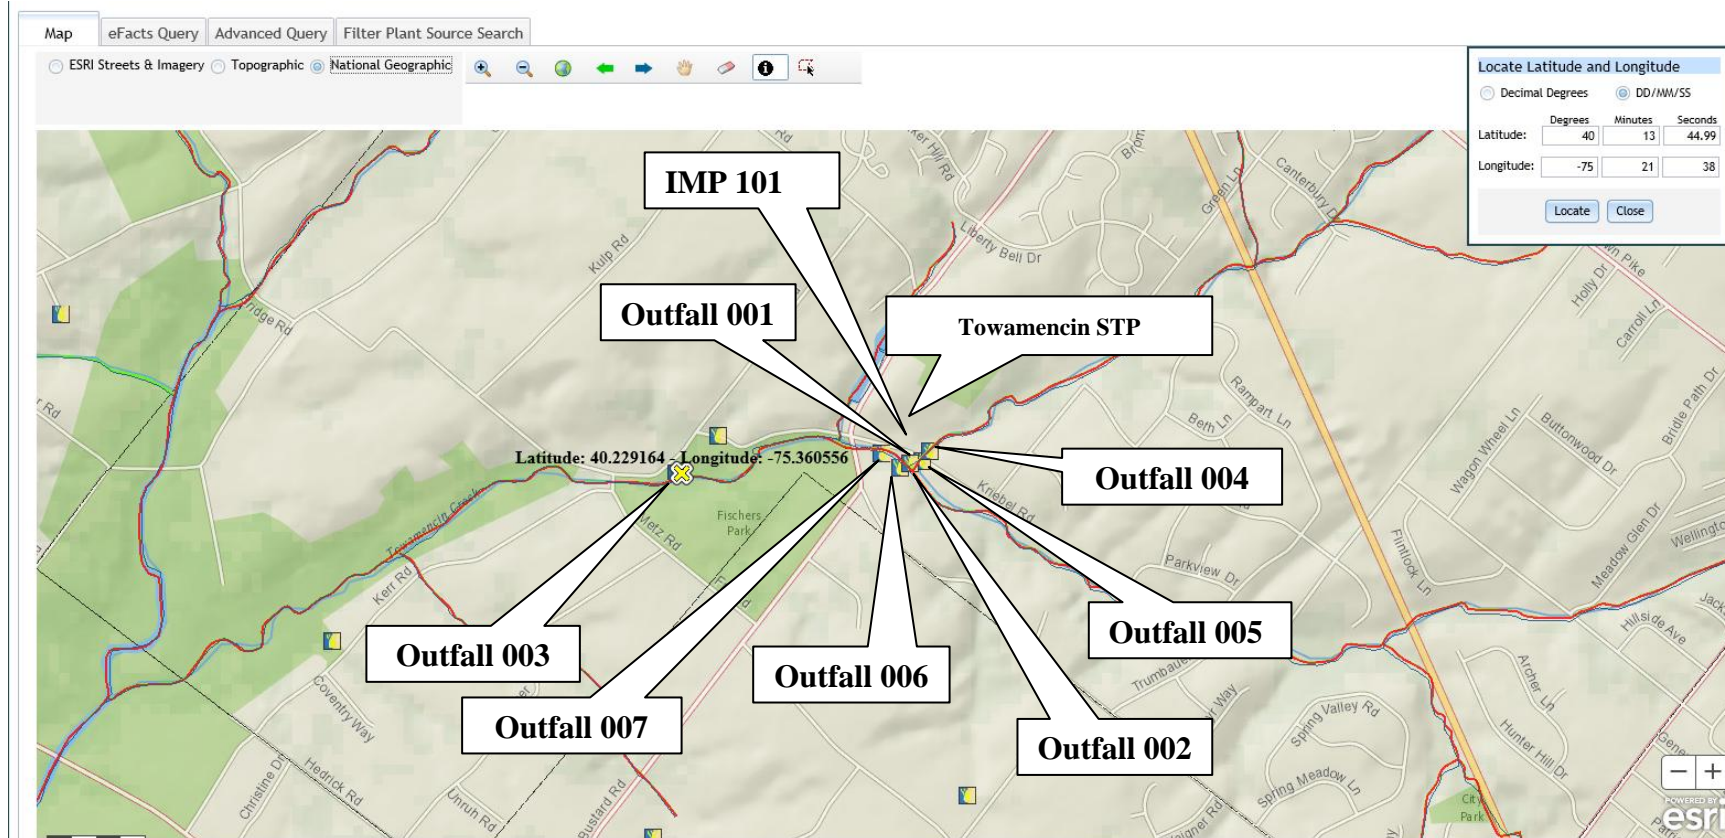 Map
eFacts Query
Advanced Query
Filter Plant Source Search
ESRI Streets & Imagery
Topographic
National Geographic
Locate Latitude and Longitude
Decimal Degrees
DD/MM/SS
Degrees Minutes Seconds
Latitude: 40 13 44.99
Longitude: -75 21 38
Locate Close
IMP 101
Outfall 001
Towamencin STP
Outfall 004
Outfall 005
Outfall 002
Outfall 006
Outfall 007
Outfall 003
Latitude: 40.229164 - Longitude: -75.360556
Rd
Green Ln
Canterbury D
Liberty Bell Dr
Kulp Rd
Holly Dr
Carroll Ln
Rampart Ln
Beth Ln
Wagon Wheel Ln
Buttonwood Dr
Bridle Path Dr
Kriebel Rd
Towamencin Creek
Metz Rd
Fischers
Park
Kerr Rd
Parkview Dr
Flintlock Ln
Meadow Glen Dr
Hillside Ave
Archer Ln
Spring Valley Rd
Hunter Hill Dr
Spring Meadow Ln
City
Park
Coventry Way
Hedrick Rd
Christine D
Unruh Rd
Bustard Rd
POWERED BY
esri